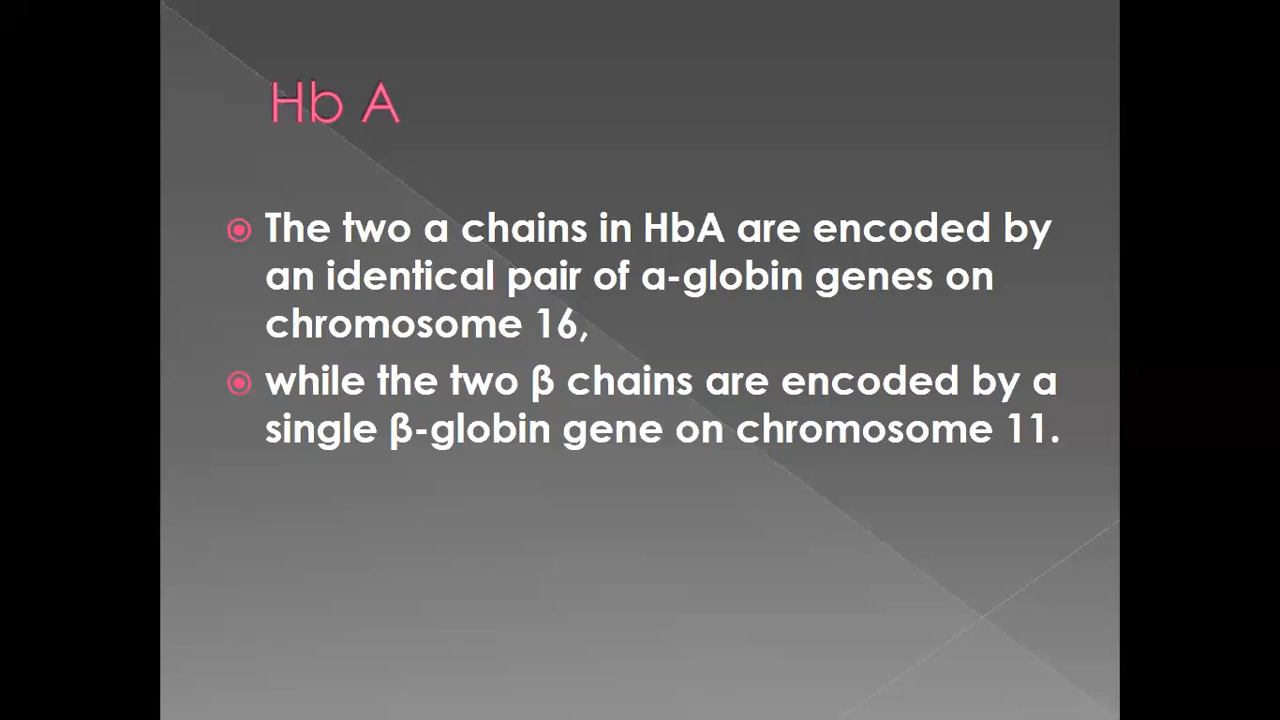 Hb A
The two a chains in HbA are encoded by
an identical pair of a-globin genes on
chromosome 16,
while the two β chains are encoded by a
single β-globin gene on chromosome 11.